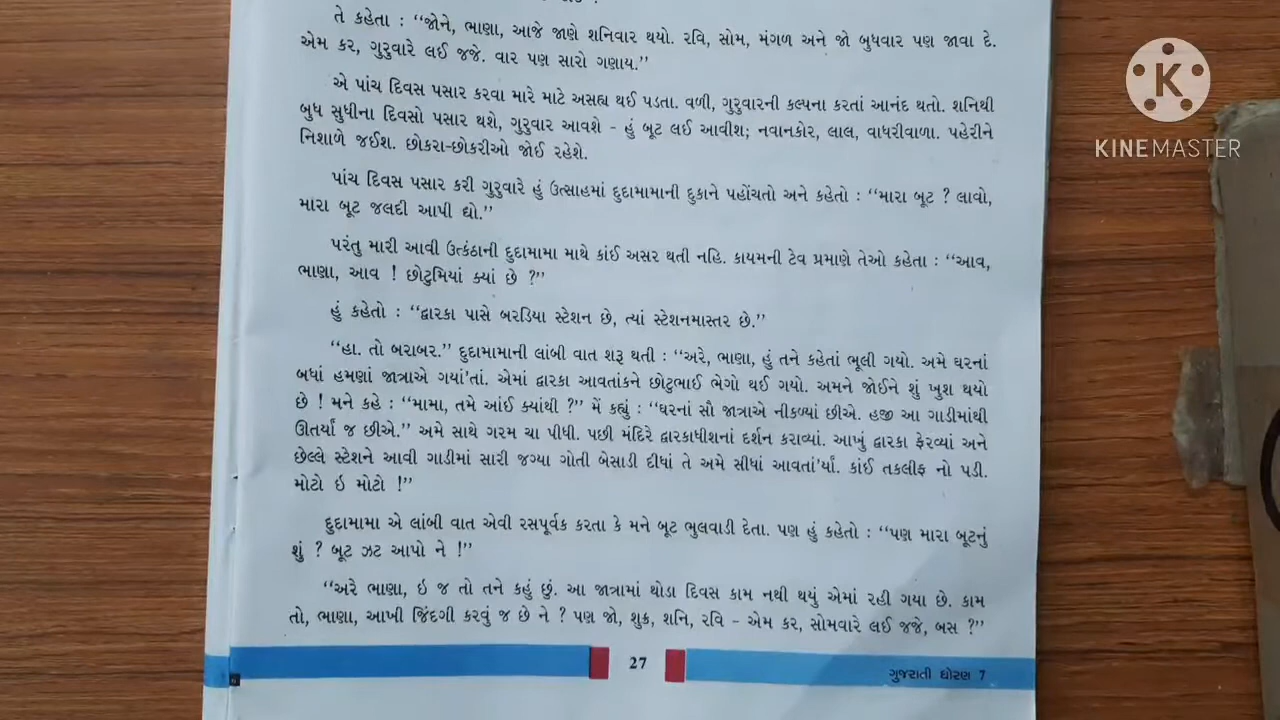 તે કહેતા : “જોને, ભાણા, આજે જાણે શનિવાર થયો. રવિ, સોમ, મંગળ અને જો બુધવાર પણ જાવા દે.
એમ કર, ગુરુવારે લઈ જજે. વાર પણ સારો ગણાય.”
એ પાંચ દિવસ પસાર કરવા મારે માટે અસહ્ય થઈ પડતા. વળી, ગુરુવારની કલ્પના કરતાં આનંદ થતો. શનિથી
બુધ સુધીના દિવસો પસાર થશે, ગુરુવાર આવશે - હું બૂટ લઈ આવીશ; નવાનકોર, લાલ, વાધરીવાળા. પહેરીને
નિશાળે જઈશ. છોકરા-છોકરીઓ જોઈ રહેશે.
પાંચ દિવસ પસાર કરી ગુરુવારે હું ઉત્સાહમાં દુદામામાની દુકાને પહોંચતો અને કહેતો : “મારા બૂટ ? લાવો,
મારા બૂટ જલદી આપી દ્યો.”
પરંતુ મારી આવી ઉત્કંઠાની દુદામામા માથે કાંઈ અસર થતી નહિ. કાયમની ટેવ પ્રમાણે તેઓ કહેતા : “આવ,
ભાણા, આવ ! છોટુમિયાં ક્યાં છે ?”
હું કહેતો : “દ્વારકા પાસે બરડિયા સ્ટેશન છે, ત્યાં સ્ટેશનમાસ્તર છે.”
“હા. તો બરાબર.” દુદામામાની લાંબી વાત શરૂ થતી : “અરે, ભાણા, હું તને કહેતાં ભૂલી ગયો. અમે ઘરનાં
બધાં હમણાં જાત્રાએ ગયાં'તાં. એમાં દ્વારકા આવતાંકને છોટુભાઈ ભેગો થઈ ગયો. અમને જોઈને શું ખુશ થયો
છે ! મને કહે : “મામા, તમે આંઈ ક્યાંથી ?” મેં કહ્યું : “ઘરનાં સૌ જાત્રાએ નીકળ્યાં છીએ. હજી આ ગાડીમાંથી
ઊતર્યાં જ છીએ.” અમે સાથે ગરમ ચા પીધી. પછી મંદિરે દ્વારકાધીશનાં દર્શન કરાવ્યાં. આખું દ્વારકા ફેરવ્યાં અને
છેલ્લે સ્ટેશને આવી ગાડીમાં સારી જગ્યા ગોતી બેસાડી દીધાં તે અમે સીધાં આવતાં'ર્યાં. કાંઈ તકલીફ નો પડી.
મોટો ઇ મોટો !”
દુદામામા એ લાંબી વાત એવી રસપૂર્વક કરતા કે મને બૂટ ભુલવાડી દેતા. પણ હું કહેતો : “પણ મારા બૂટનું
શું ? બૂટ ઝટ આપો ને !”
“અરે ભાણા, ઇ જ તો તને કહું છું. આ જાત્રામાં થોડા દિવસ કામ નથી થયું એમાં રહી ગયા છે. કામ
તો, ભાણા, આખી જિંદગી કરવું જ છે ને ? પણ જો, શુક્ર, શનિ, રવિ - એમ કર, સોમવારે લઈ જજે, બસ ?”
27
ગુજરાતી ધોરણ 7
K
KINEMASTER